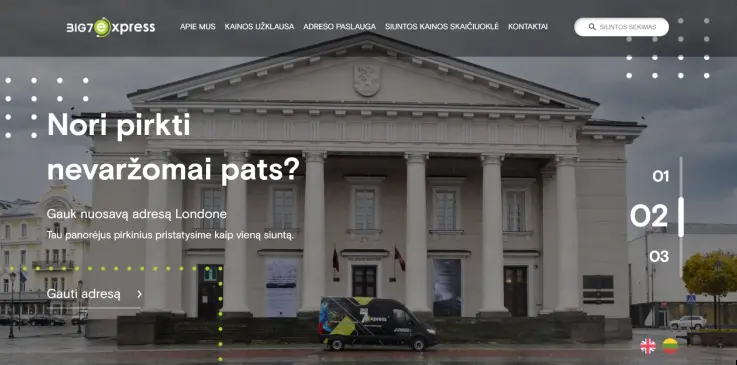 BIG7express
APIE MUS
KAINOS UŽKLAUSA
ADRESO PASLAUGA
SIUNTOS KAINOS SKAIČIUOKLĖ
KONTAKTAI
SIUNTOS SEKIMAS
Nori pirkti
nevaržomai pats?
Gauk nuosavą adresą Londone
Tau panorėjus pirkinius pristatysime kaip vieną siuntą.
Gauti adresą
01
02
03